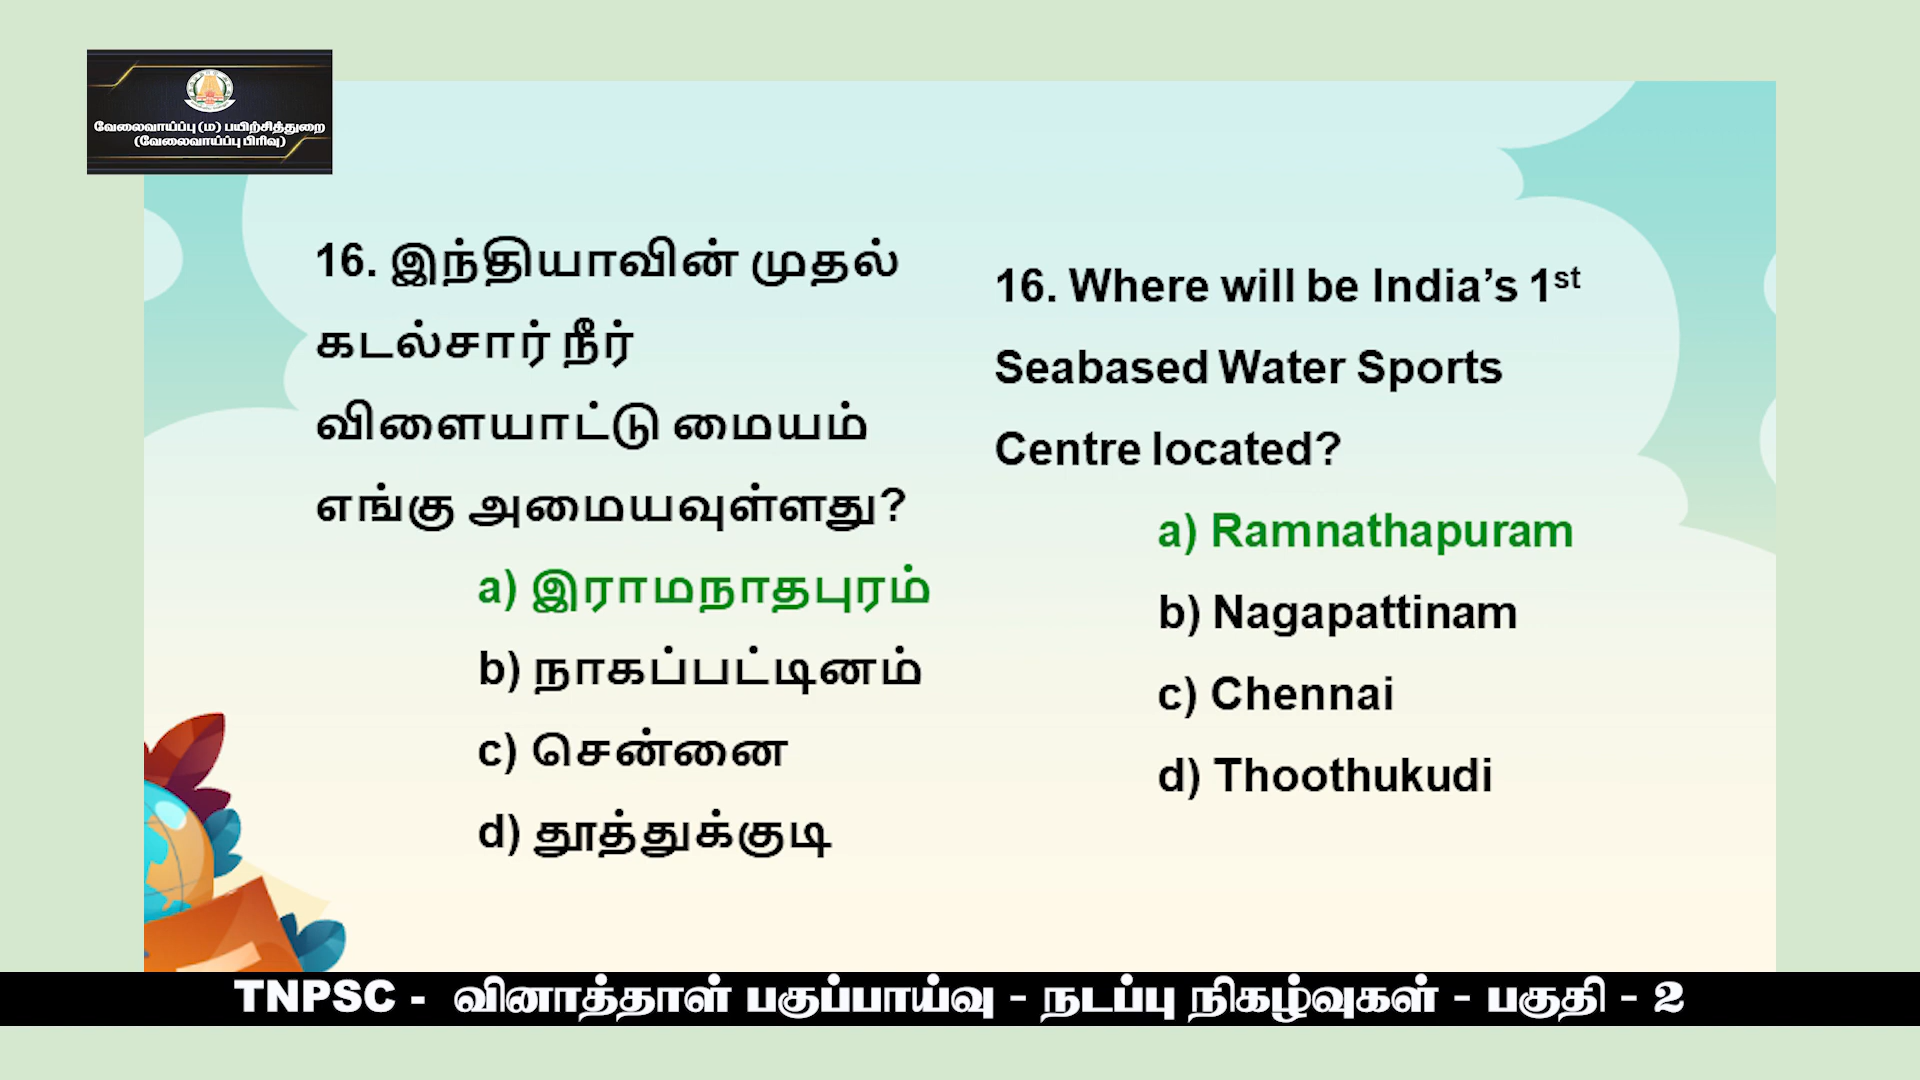 வேலைவாய்ப்பு (ம) பயிற்சித்துறை
(வேலைவாய்ப்பு பிரிவு)
16. இந்தியாவின் முதல்
கடல்சார் நீர்
விளையாட்டு மையம்
எங்கு அமையவுள்ளது?
a) இராமநாதபுரம்
b) நாகப்பட்டினம்
c) சென்னை
d) தூத்துக்குடி
16. Where will be India’s 1st
Seabased Water Sports
Centre located?
a) Ramnathapuram
b) Nagapattinam
c) Chennai
d) Thoothukudi
TNPSC - வினாத்தாள் பகுப்பாய்வு - நடப்பு நிகழ்வுகள் - பகுதி - 2